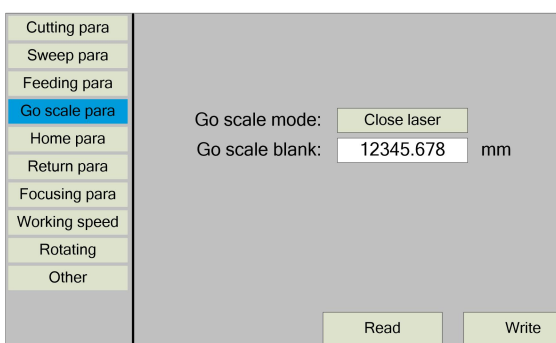 Cutting para
Sweep para
Feeding para
Go scale para
Home para
Return para
Focusing para
Working speed
Rotating
Other
Go scale mode: Close laser
Go scale blank: 12345.678 mm
Read Write